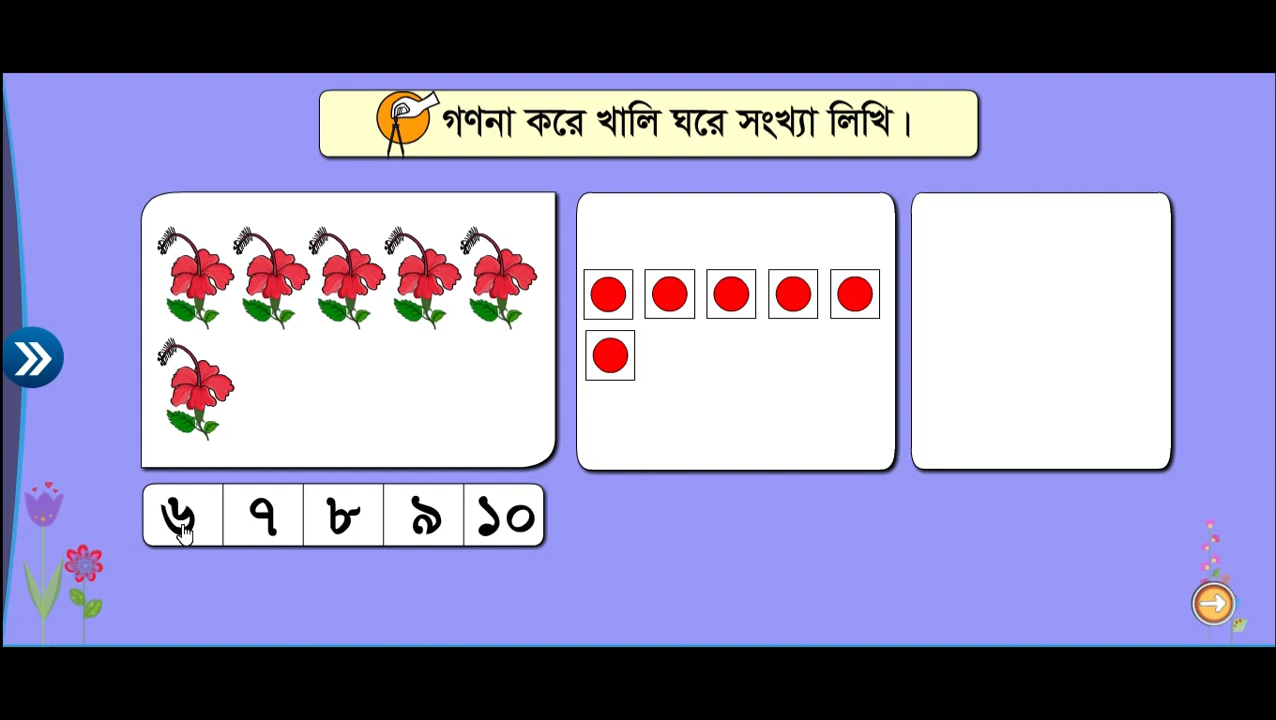 গণনা করে খালি ঘরে সংখ্যা লিখি।
৬ ৭ ৮ ৯ ১০